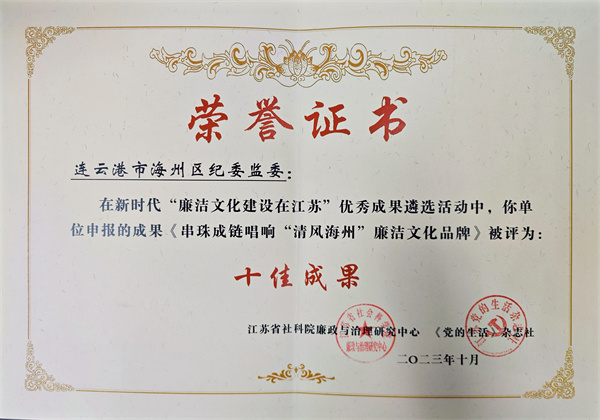 荣誉证书
连云港市海州区纪委监委：
在新时代“廉洁文化建设在江苏”优秀成果遴选活动中，你单
位申报的成果《串珠成链唱响“清风海州”廉洁文化品牌》被评为：
十佳成果
江苏省社科院廉政与治理研究中心 《党的生活》杂志社
二〇二三年十月